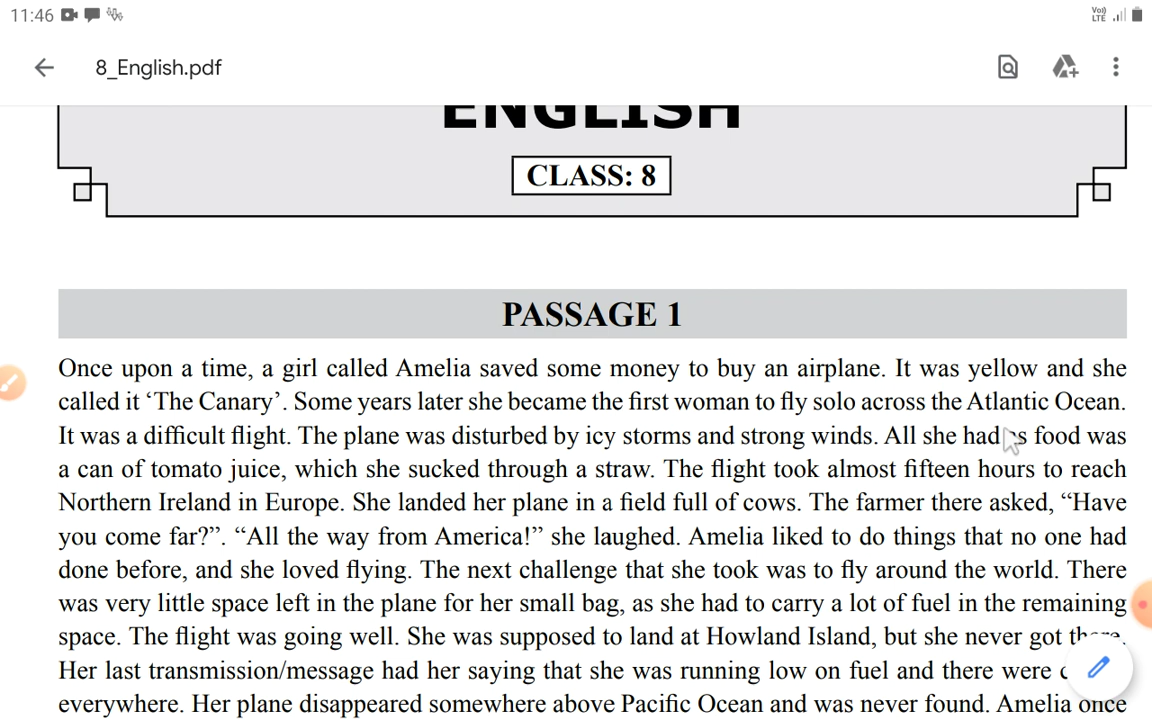 11:46
Vo)) LTE
8_English.pdf
ENGLISH
CLASS: 8
PASSAGE 1
Once upon a time, a girl called Amelia saved some money to buy an airplane. It was yellow and she
called it ‘The Canary’. Some years later she became the first woman to fly solo across the Atlantic Ocean.
It was a difficult flight. The plane was disturbed by icy storms and strong winds. All she had as food was
a can of tomato juice, which she sucked through a straw. The flight took almost fifteen hours to reach
Northern Ireland in Europe. She landed her plane in a field full of cows. The farmer there asked, “Have
you come far?”. “All the way from America!” she laughed. Amelia liked to do things that no one had
done before, and she loved flying. The next challenge that she took was to fly around the world. There
was very little space left in the plane for her small bag, as she had to carry a lot of fuel in the remaining
space. The flight was going well. She was supposed to land at Howland Island, but she never got there.
Her last transmission/message had her saying that she was running low on fuel and there were
everywhere. Her plane disappeared somewhere above Pacific Ocean and was never found. Amelia once